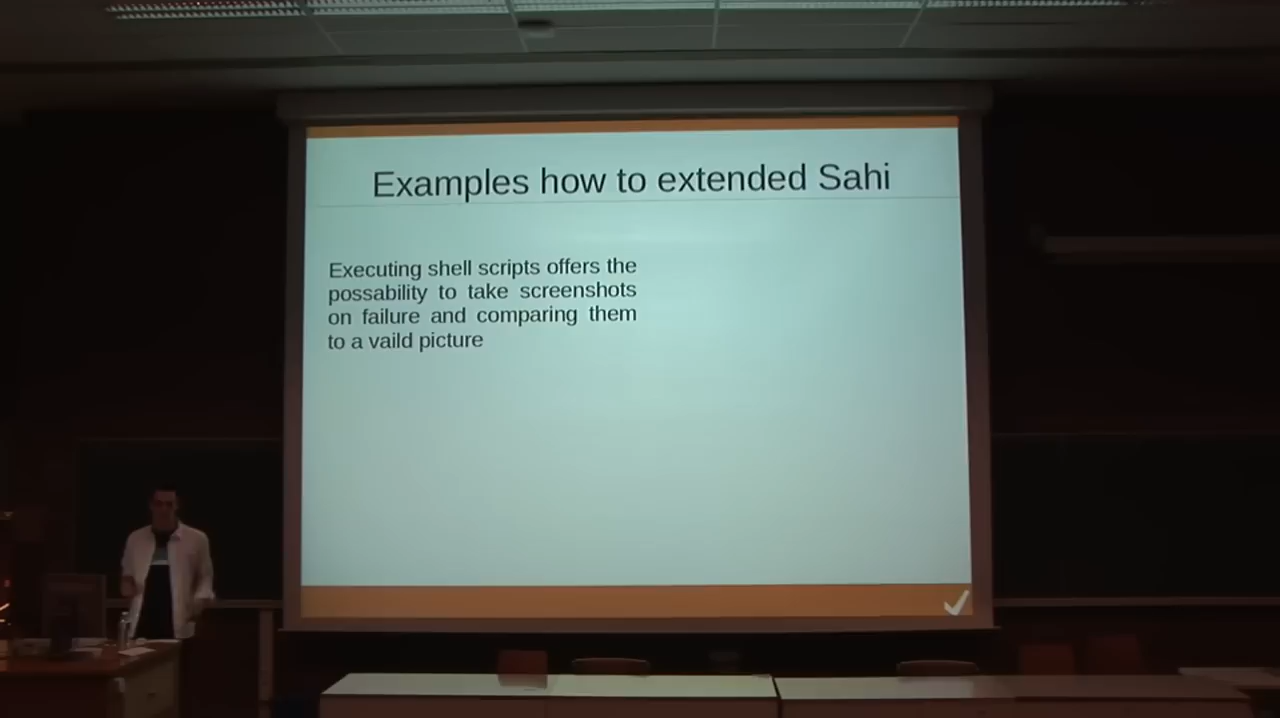 Examples how to extended Sahi
Executing shell scripts offers the
possability to take screenshots
on failure and comparing them
to a vaild picture